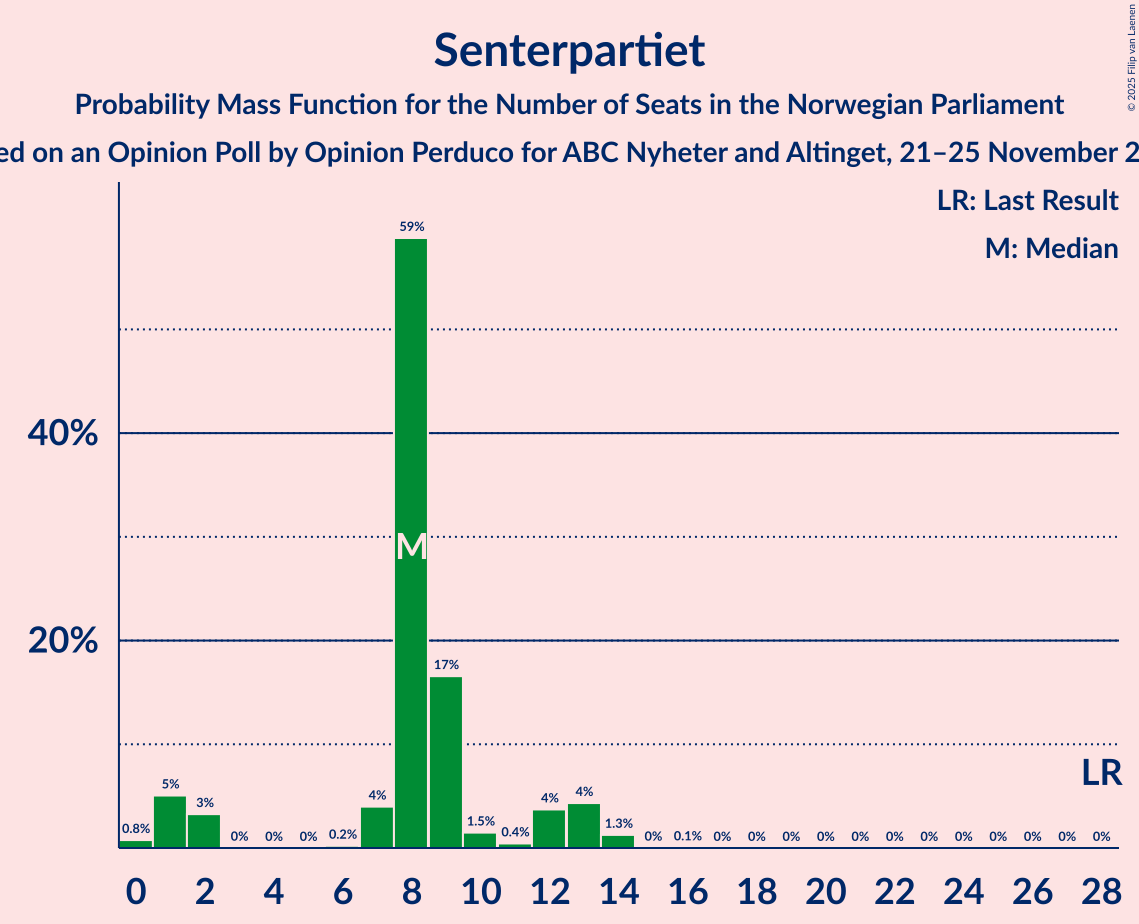 Senterpartiet
Probability Mass Function for the Number of Seats in the Norwegian Parliament
on an Opinion Poll by Opinion Perduco for ABC Nyheter and Altinget, 21–25 November
© 2025 Filip van Laenen
LR: Last Result
M: Median
59%
40%
M
20%
17%
LR
0.8% 5% 3% 0% 0% 0% 0.2% 4% 1.5% 0.4% 4% 4% 1.3% 0% 0.1% 0% 0% 0% 0% 0% 0% 0% 0% 0% 0% 0% 0%
0 2 4 6 8 10 12 14 16 18 20 22 24 26 28